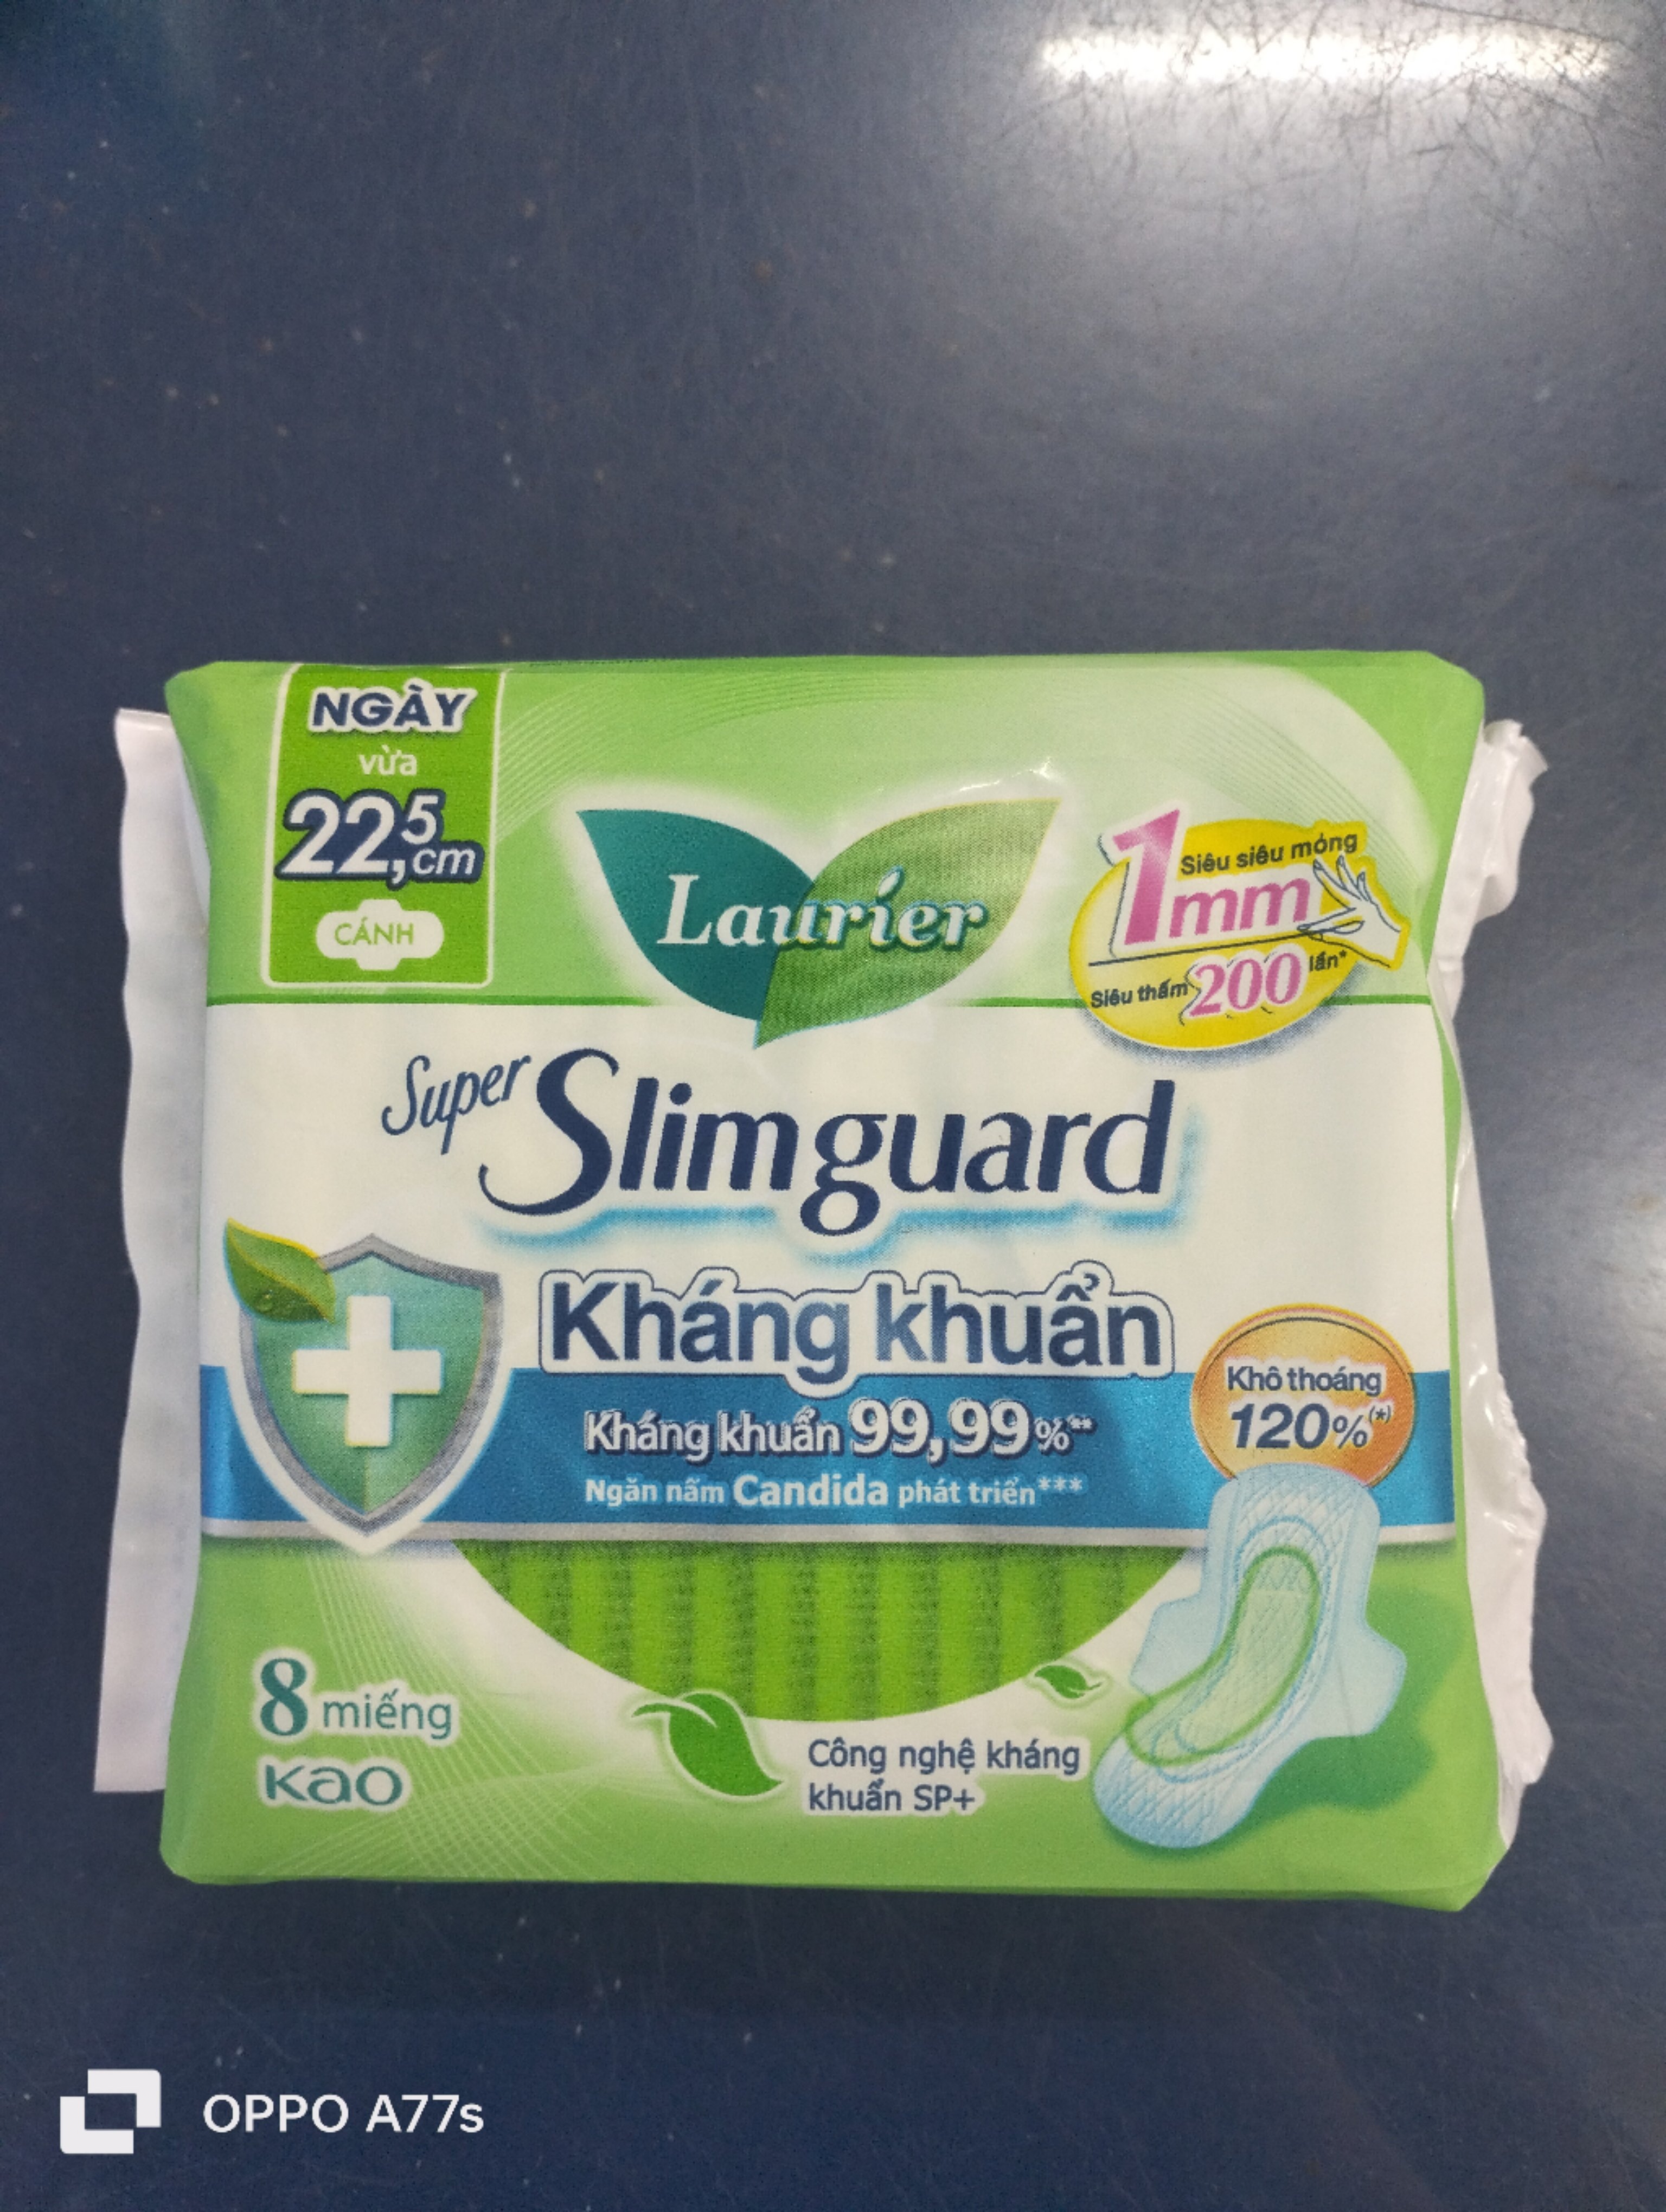 NGÀY
vừa
22,5cm
CÁNH
Laurier
1mm
Siêu siêu mỏng
Siêu thấm 200 lần*
Super Slimguard
Kháng khuẩn
Kháng khuẩn 99,99%**
Ngăn nấm Candida phát triển***
Khô thoáng
120%(*)
8 miếng
Kao
Công nghệ kháng
khuẩn SP+
OPPO A77s